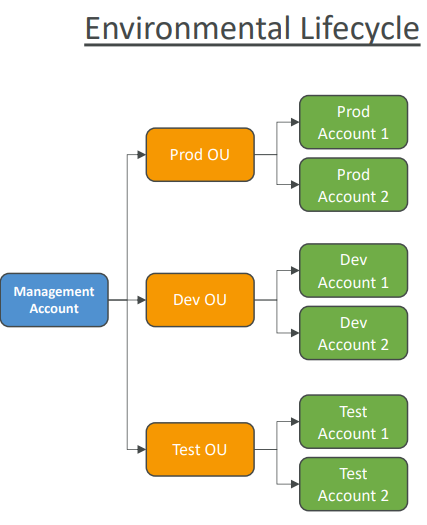 Environmental Lifecycle
Prod
Account 1
Prod OU
Prod
Account 2
Management
Account
Dev OU
Dev
Account 1
Dev
Account 2
Test OU
Test
Account 1
Test
Account 2